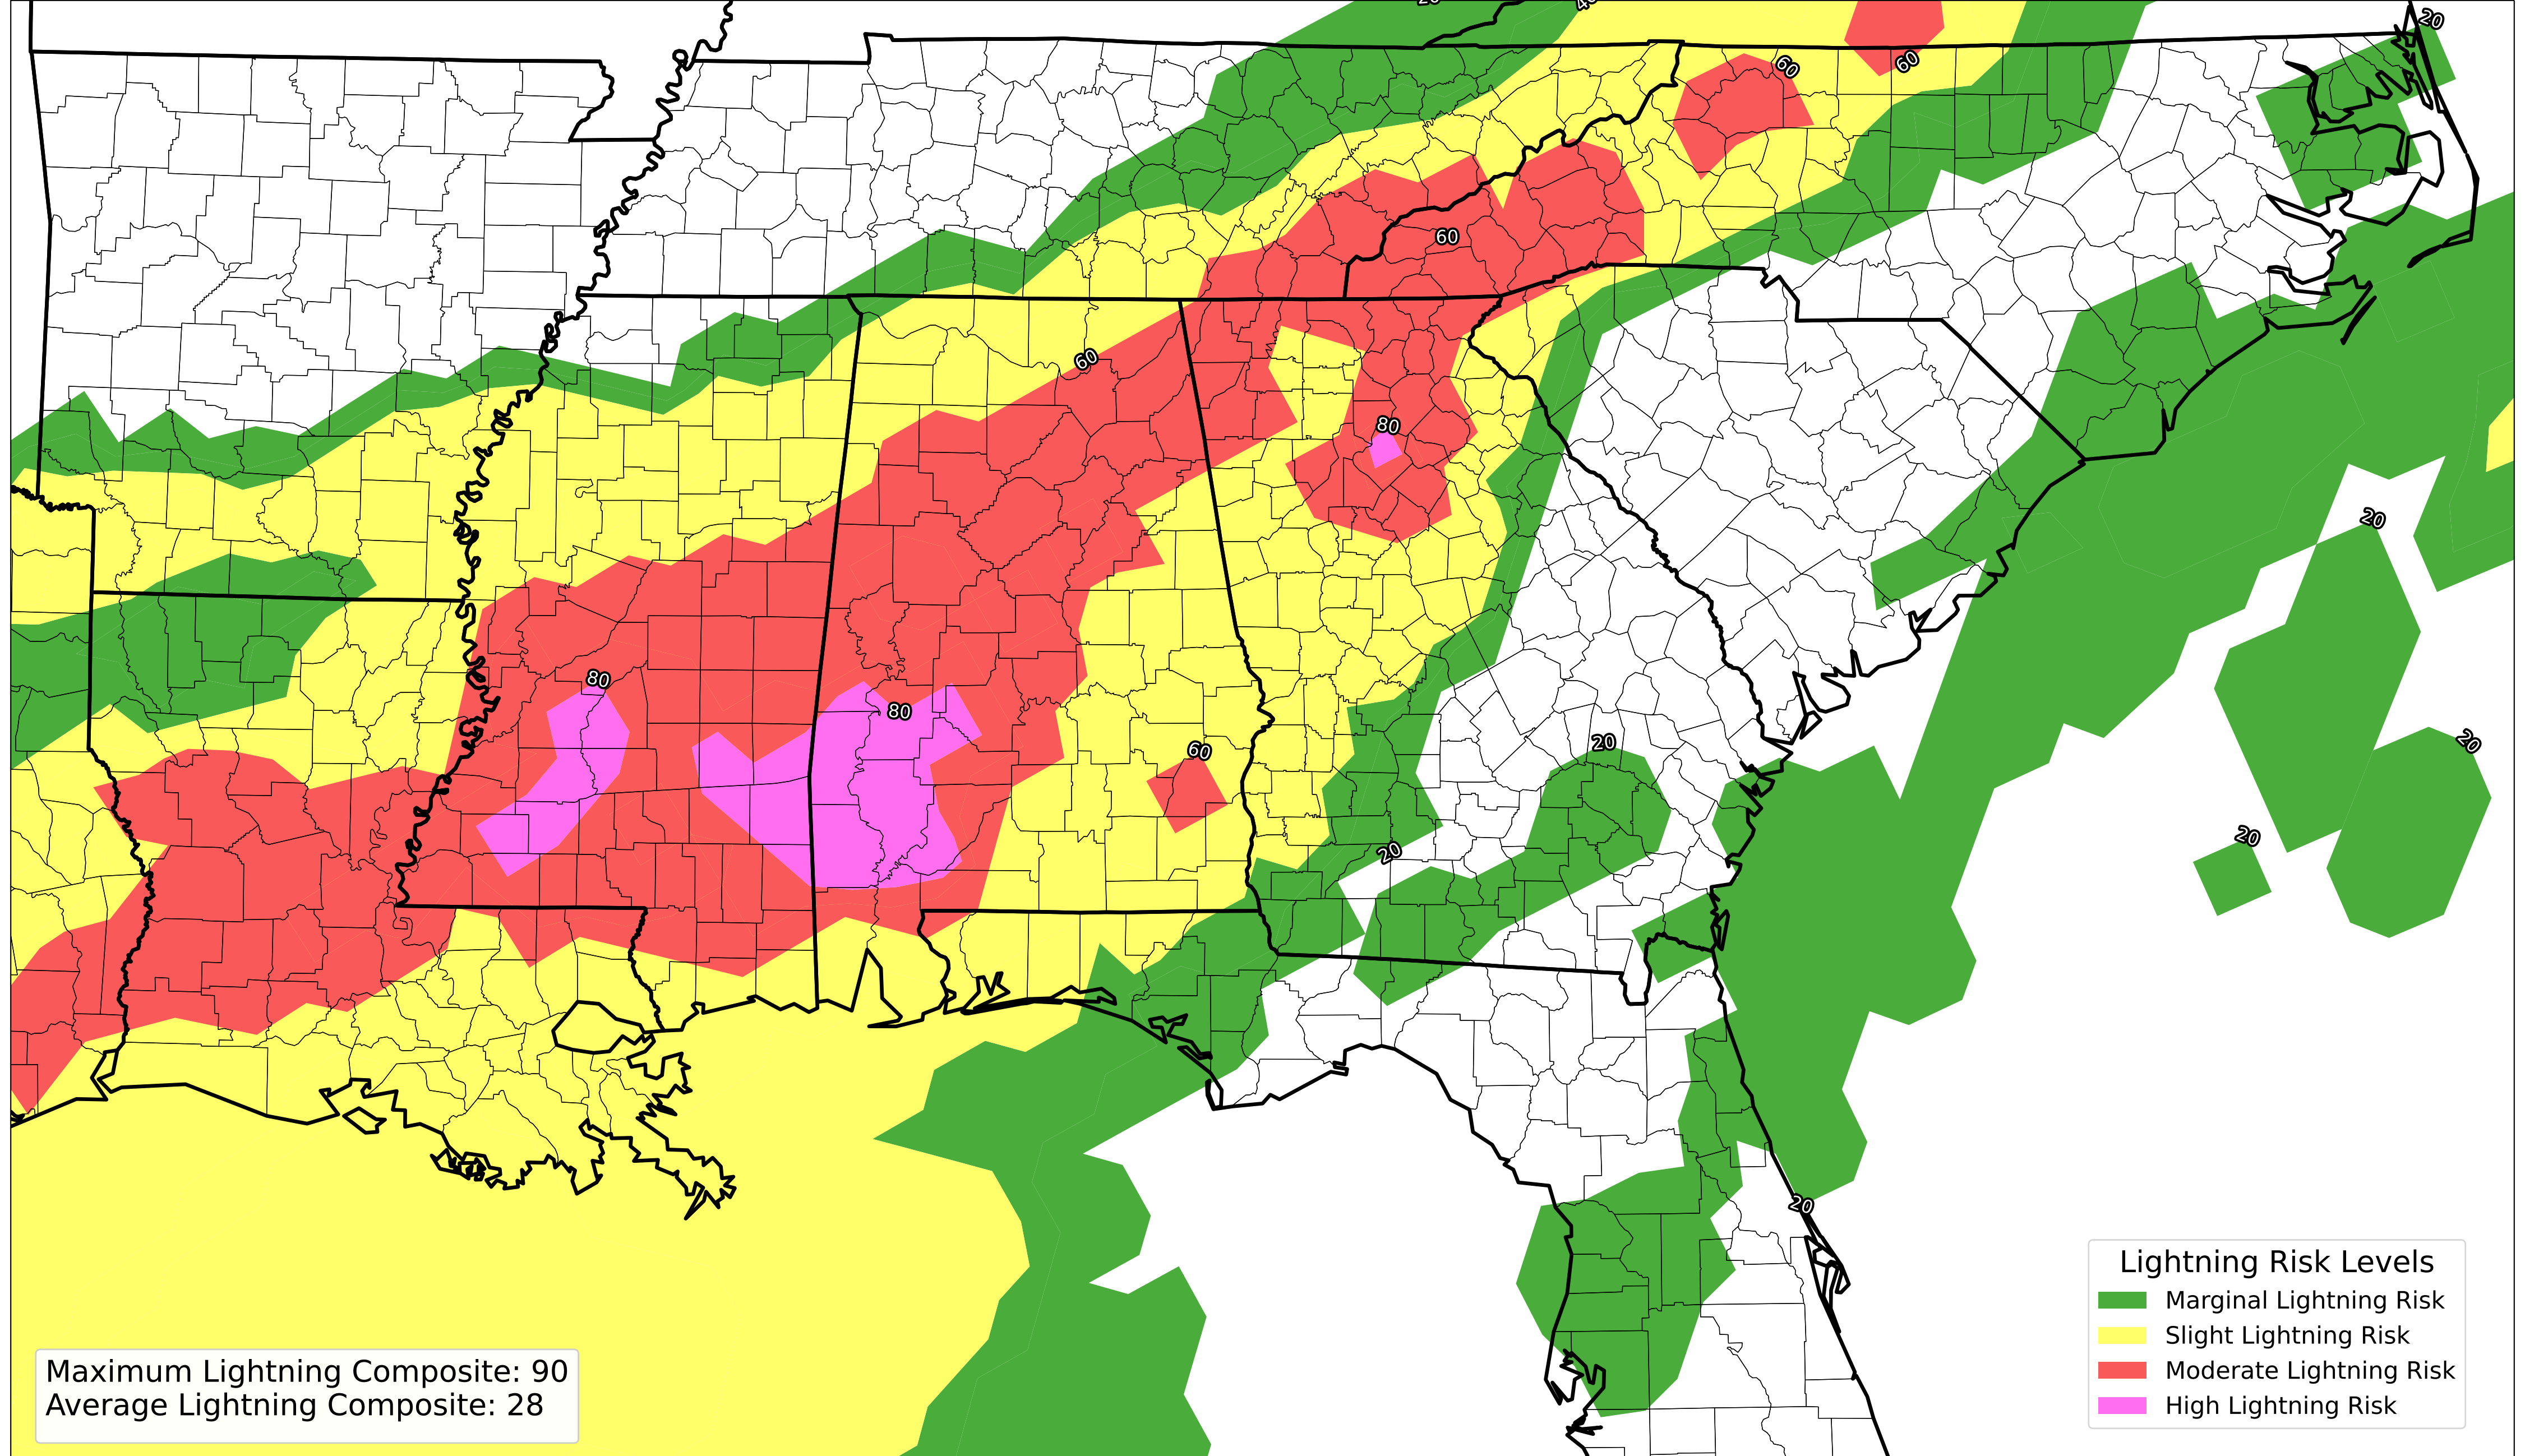 20
40
20
60
60
60
60
80
20
80
80
60
20
20
20
20
20
Lightning Risk Levels
Marginal Lightning Risk
Slight Lightning Risk
Moderate Lightning Risk
High Lightning Risk
Maximum Lightning Composite: 90
Average Lightning Composite: 28